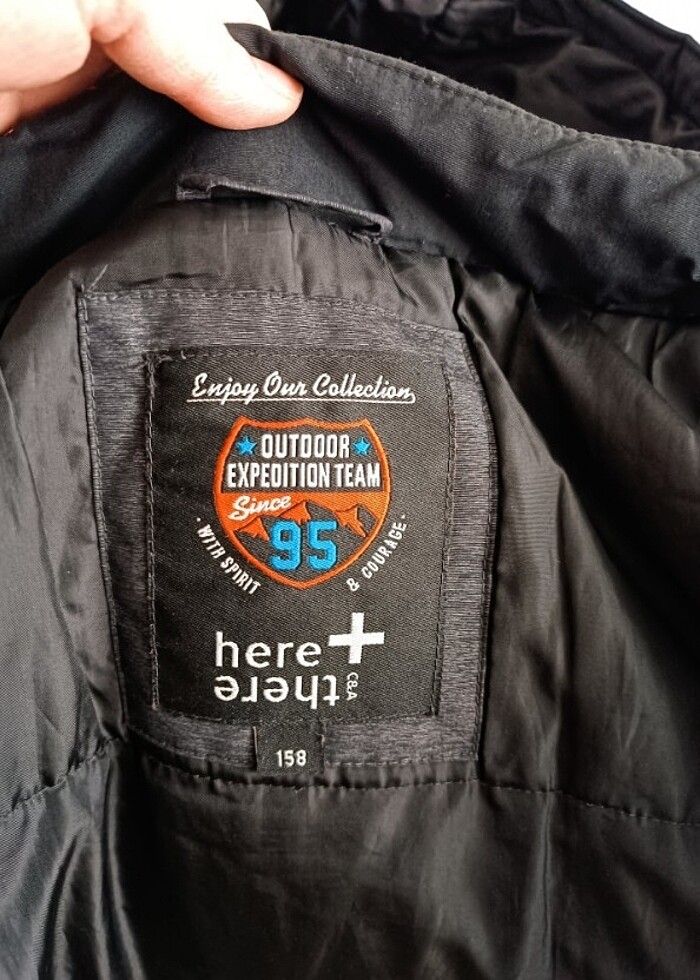 Enjoy Our Collection
OUTDOOR
EXPEDITION TEAM
Since
95
· WITH SPIRIT
& COURAGE ·
here+
there
C&A
158